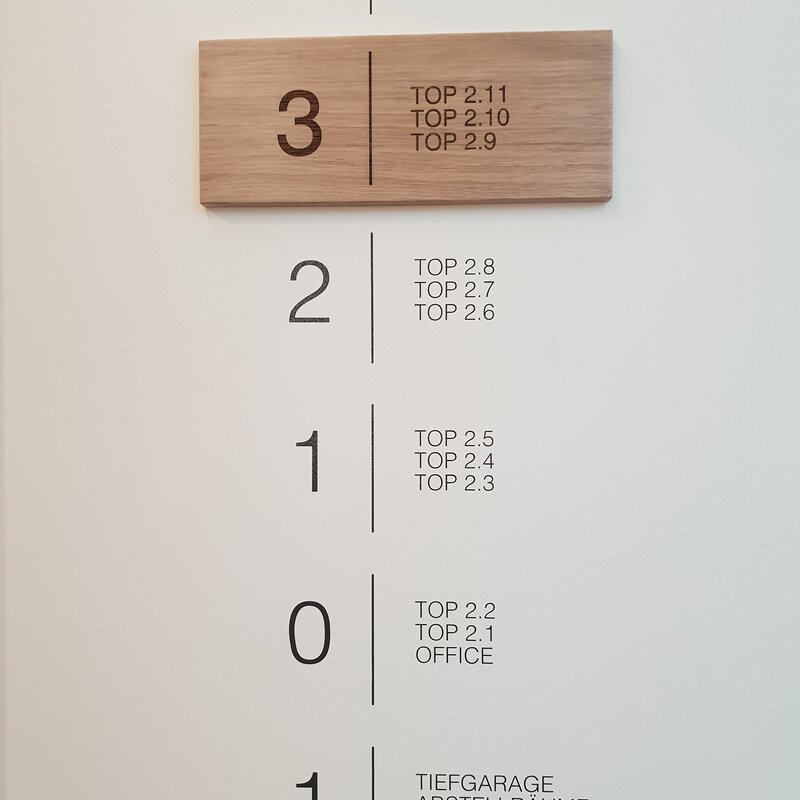 3
TOP 2.11
TOP 2.10
TOP 2.9
2
TOP 2.8
TOP 2.7
TOP 2.6
1
TOP 2.5
TOP 2.4
TOP 2.3
0
TOP 2.2
TOP 2.1
OFFICE
1
TIEFGARAGE
ABSTELLRÄUME